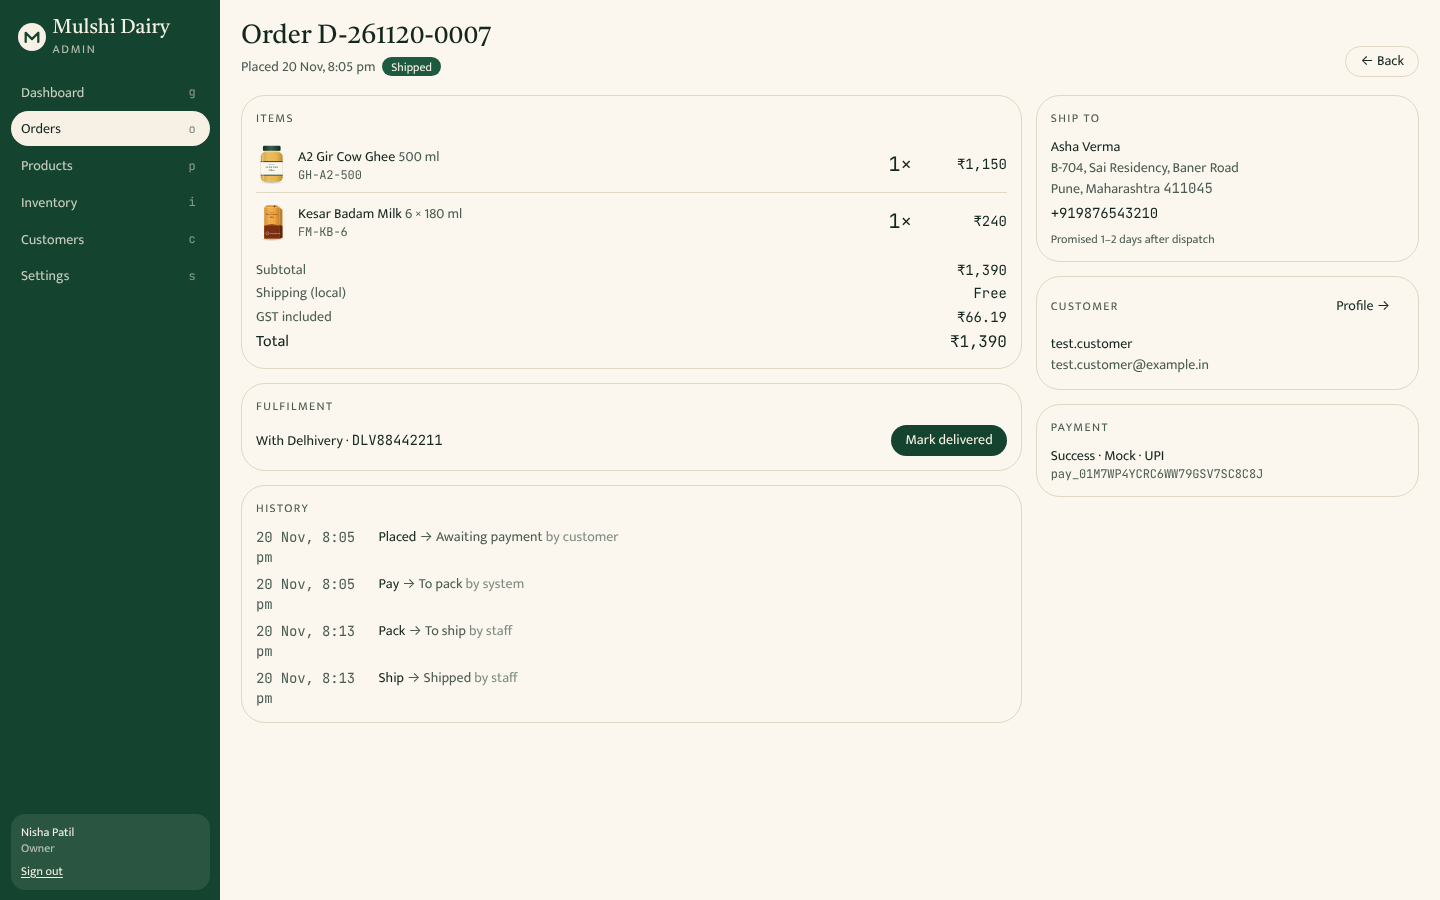 Mulshi Dairy
ADMIN
Dashboard g
Orders o
Products p
Inventory i
Customers c
Settings s
Nisha Patil
Owner
Sign out
Order D-261120-0007
Placed 20 Nov, 8:05 pm Shipped
← Back
ITEMS
A2 Gir Cow Ghee 500 ml
GH-A2-500
1× ₹1,150
Kesar Badam Milk 6 × 180 ml
FM-KB-6
1× ₹240
Subtotal ₹1,390
Shipping (local) Free
GST included ₹66.19
Total ₹1,390
FULFILMENT
With Delhivery · DLV88442211 Mark delivered
HISTORY
20 Nov, 8:05 pm Placed → Awaiting payment by customer
20 Nov, 8:05 pm Pay → To pack by system
20 Nov, 8:13 pm Pack → To ship by staff
20 Nov, 8:13 pm Ship → Shipped by staff
SHIP TO
Asha Verma
B-704, Sai Residency, Baner Road
Pune, Maharashtra 411045
+919876543210
Promised 1–2 days after dispatch
CUSTOMER Profile →
test.customer
test.customer@example.in
PAYMENT
Success · Mock · UPI
pay_01M7WP4YCRC6WW79GSV7SC8C8J